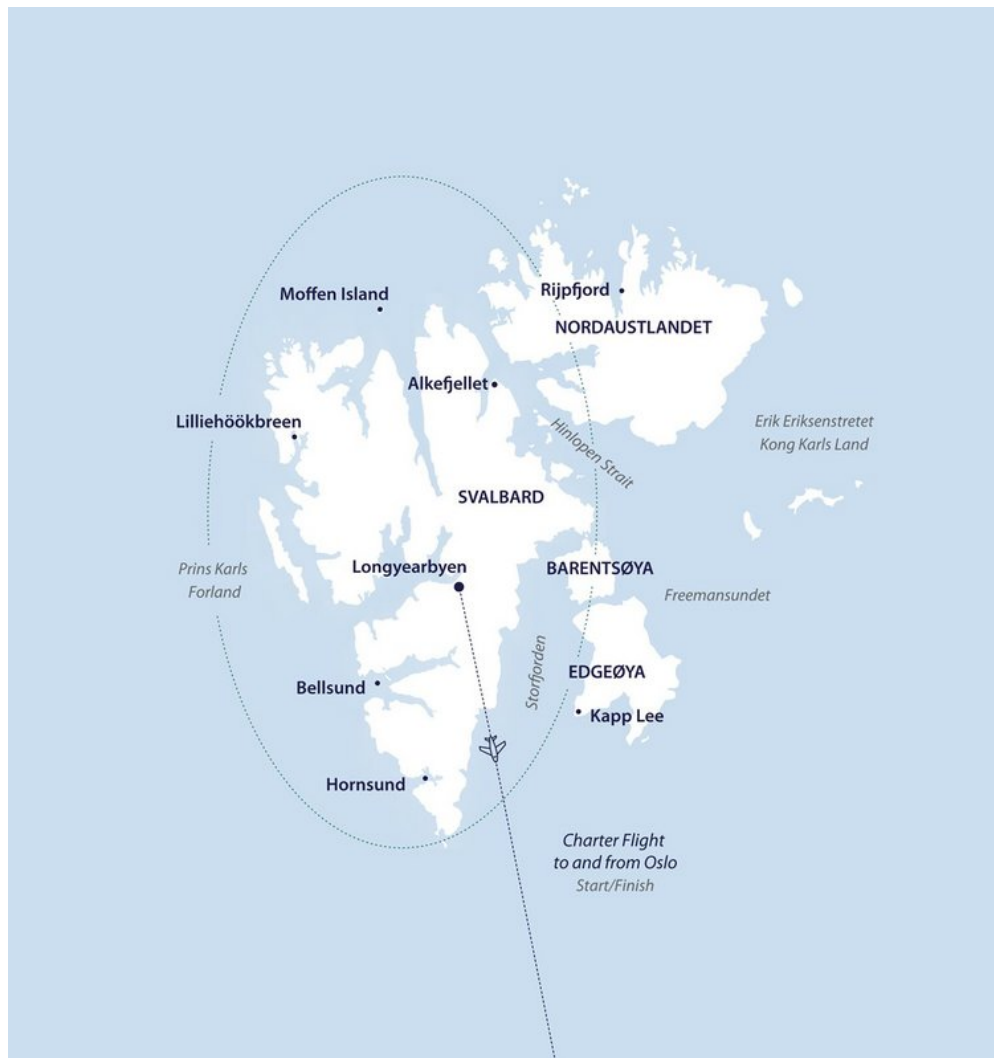 Moffen Island
Rijpfjord
NORDAUSTLANDET
Alkefjellet
Lilliehöökbreen
Erik Eriksenstretet
Kong Karls Land
Hinlopen Strait
SVALBARD
Longyearbyen
BARENTSØYA
Prins Karls
Forland
Freemansundet
Storfjorden
EDGEØYA
Bellsund
Kapp Lee
Hornsund
Charter Flight
to and from Oslo
Start/Finish